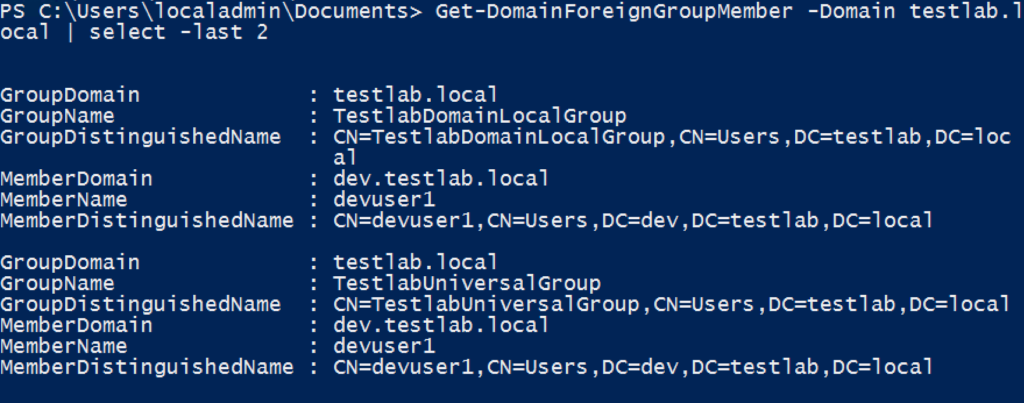 PS C:\Users\localadmin\Documents> Get-DomainForeignGroupMember -Domain testlab.l
ocal | select -last 2
GroupDomain             : testlab.local
GroupName               : TestlabDomainLocalGroup
GroupDistinguishedName  : CN=TestlabDomainLocalGroup,CN=Users,DC=testlab,DC=loc
                          al
MemberDomain            : dev.testlab.local
MemberName              : devuser1
MemberDistinguishedName : CN=devuser1,CN=Users,DC=dev,DC=testlab,DC=local
GroupDomain             : testlab.local
GroupName               : TestlabUniversalGroup
GroupDistinguishedName  : CN=TestlabUniversalGroup,CN=Users,DC=testlab,DC=local
MemberDomain            : dev.testlab.local
MemberName              : devuser1
MemberDistinguishedName : CN=devuser1,CN=Users,DC=dev,DC=testlab,DC=local